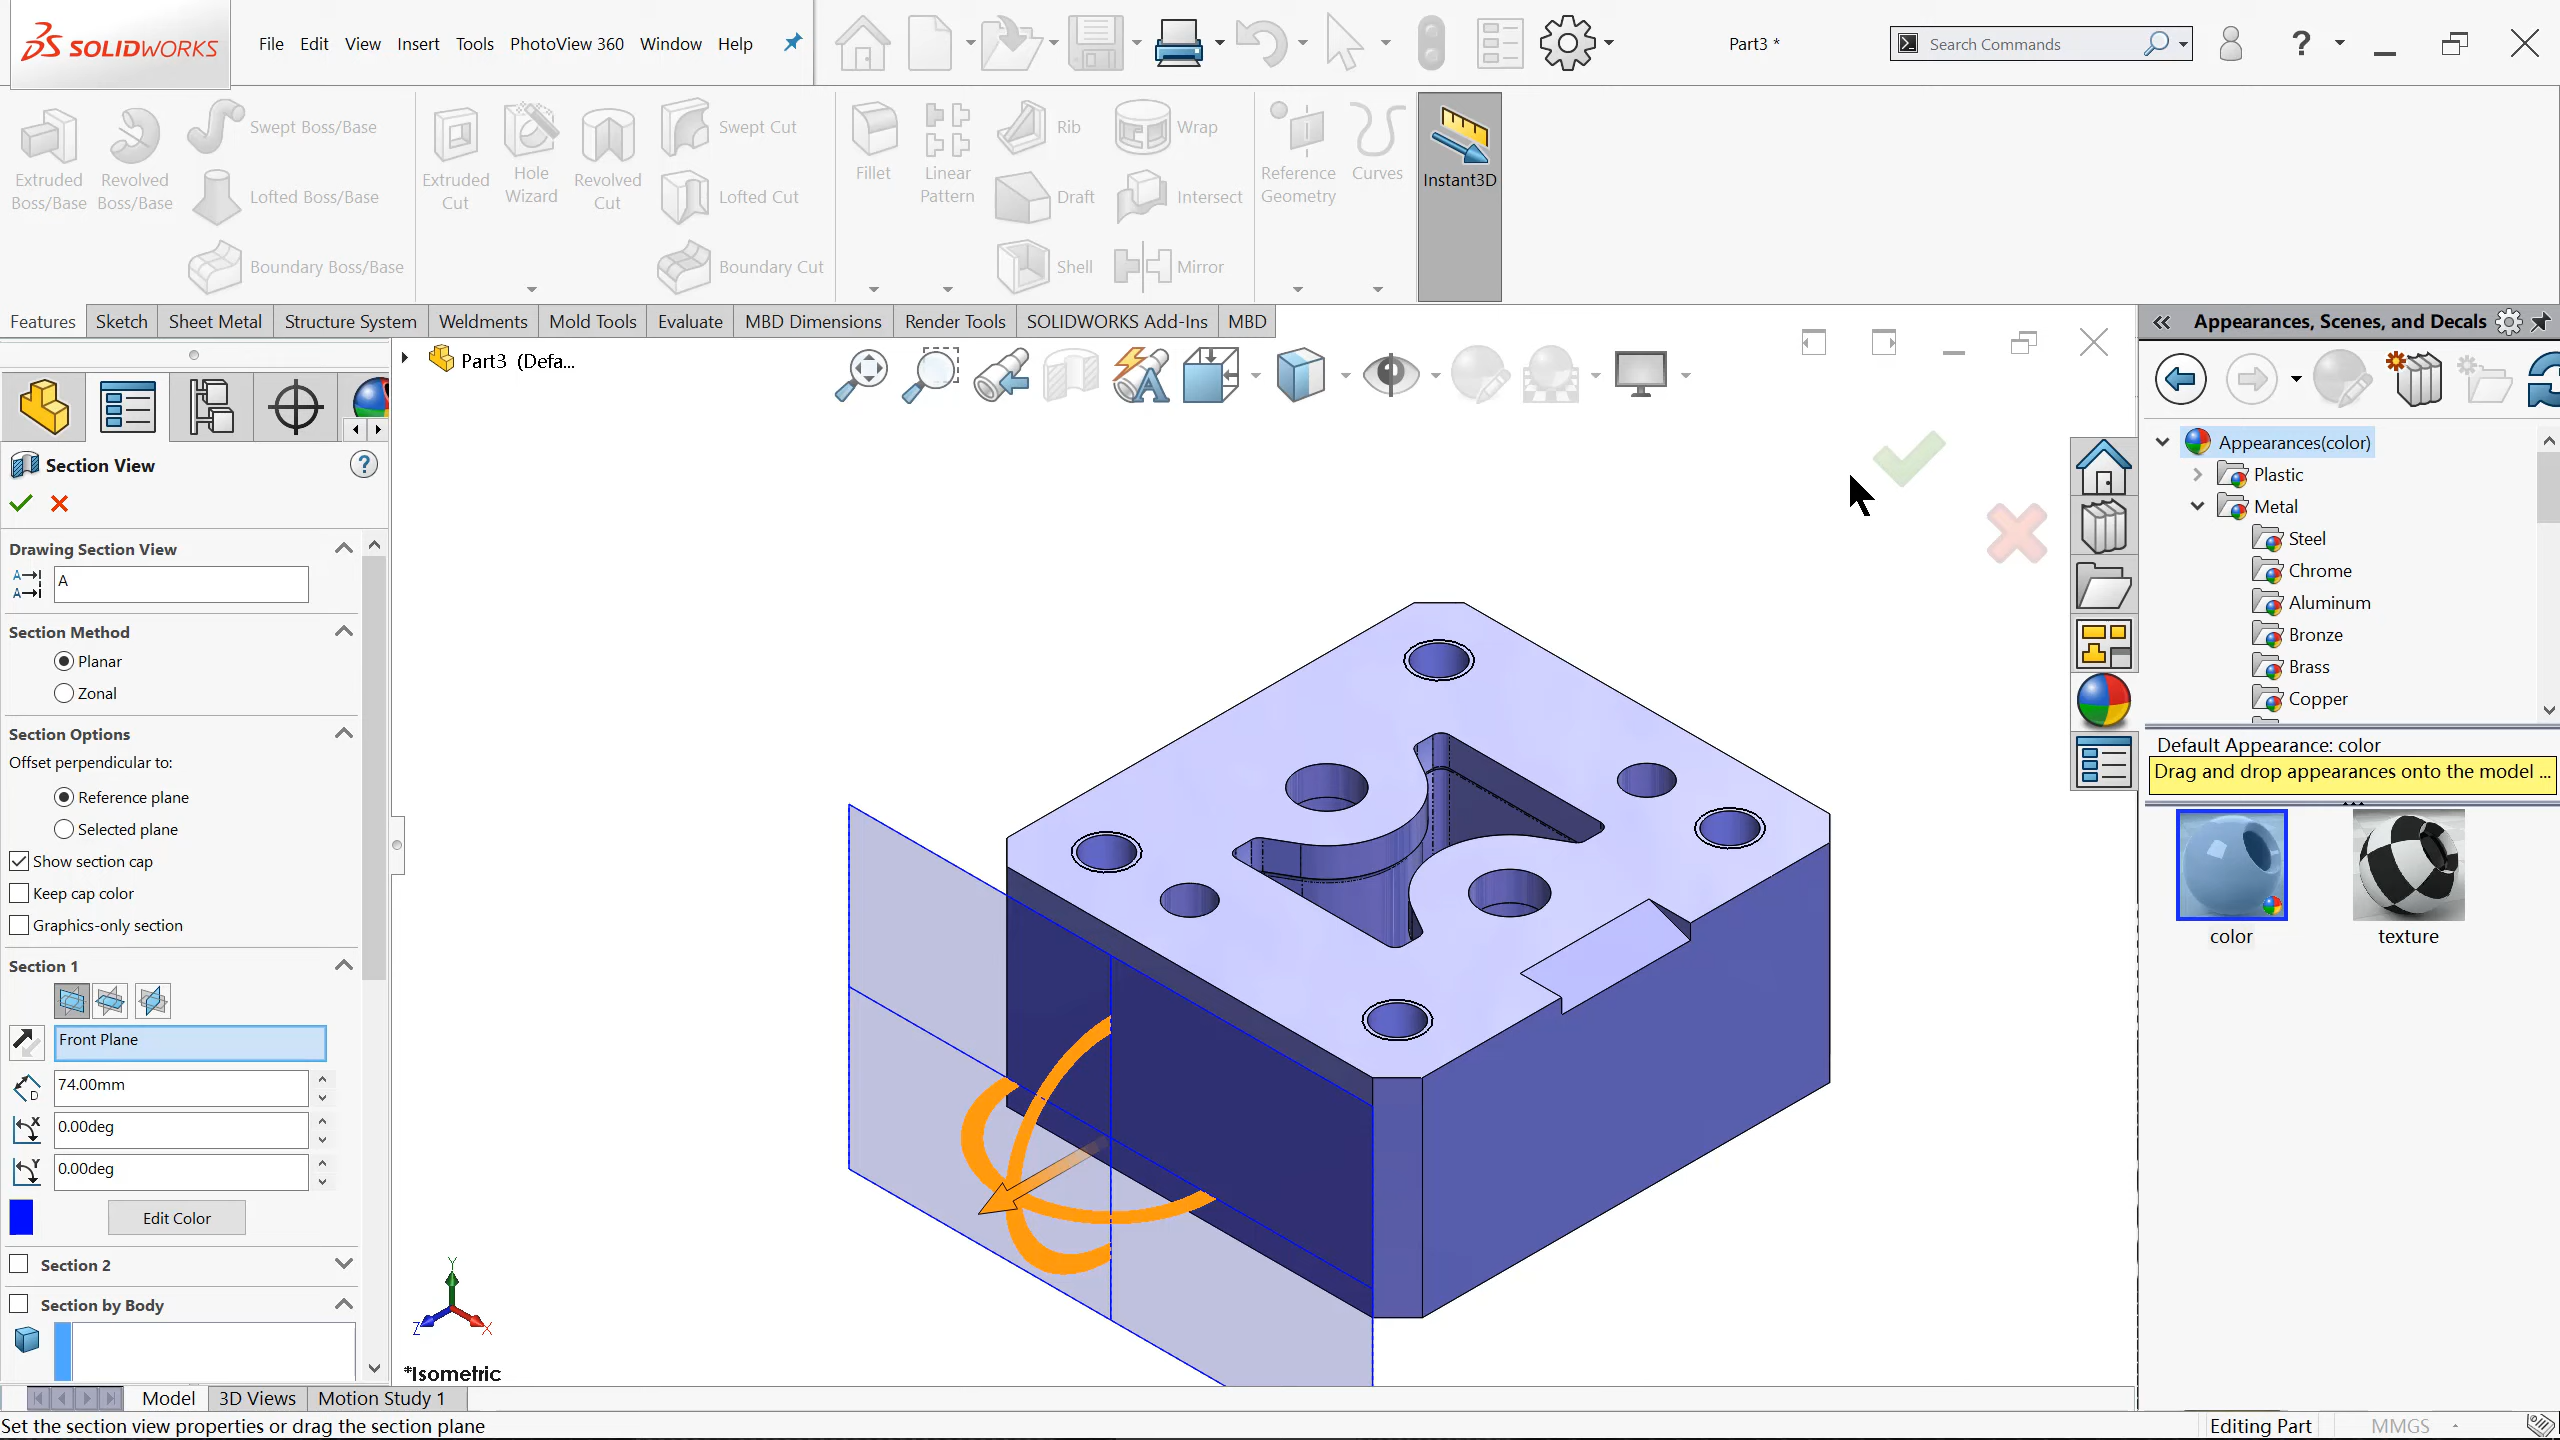 SOLIDWORKS
File Edit View Insert Tools PhotoView 360 Window Help
Part3 *
Search Commands
Extruded Boss/Base
Revolved Boss/Base
Swept Boss/Base
Lofted Boss/Base
Boundary Boss/Base
Extruded Cut
Hole Wizard
Revolved Cut
Swept Cut
Lofted Cut
Boundary Cut
Fillet
Linear Pattern
Rib
Draft
Shell
Wrap
Intersect
Mirror
Reference Geometry
Curves
Instant3D
Features Sketch Sheet Metal Structure System Weldments Mold Tools Evaluate MBD Dimensions Render Tools SOLIDWORKS Add-Ins MBD
Part3 (Defa...
Section View
Drawing Section View
A
Section Method
Planar
Zonal
Section Options
Offset perpendicular to:
Reference plane
Selected plane
Show section cap
Keep cap color
Graphics-only section
Section 1
Front Plane
74.00mm
0.00deg
0.00deg
Edit Color
Section 2
Section by Body
Y
Z
X
*Isometric
Appearances, Scenes, and Decals
Appearances(color)
Plastic
Metal
Steel
Chrome
Aluminum
Bronze
Brass
Copper
Default Appearance: color
Drag and drop appearances onto the model ...
color
texture
Model 3D Views Motion Study 1
Set the section view properties or drag the section plane
Editing Part
MMGS